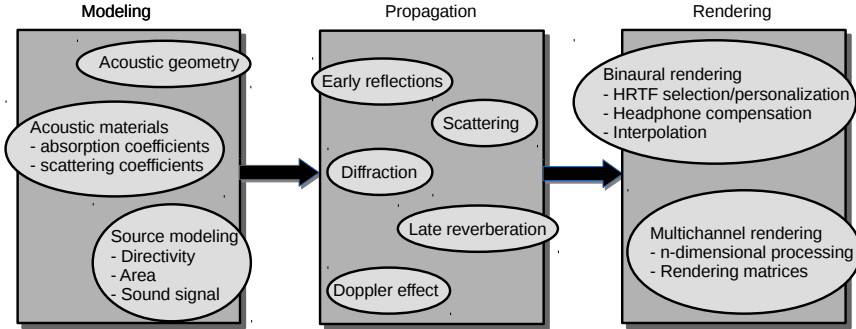 Modeling
Acoustic geometry
Acoustic materials
- absorption coefficients
- scattering coefficients
Source modeling
- Directivity
- Area
- Sound signal
Propagation
Early reflections
Scattering
Diffraction
Late reverberation
Doppler effect
Rendering
Binaural rendering
- HRTF selection/personalization
- Headphone compensation
- Interpolation
Multichannel rendering
- n-dimensional processing
- Rendering matrices